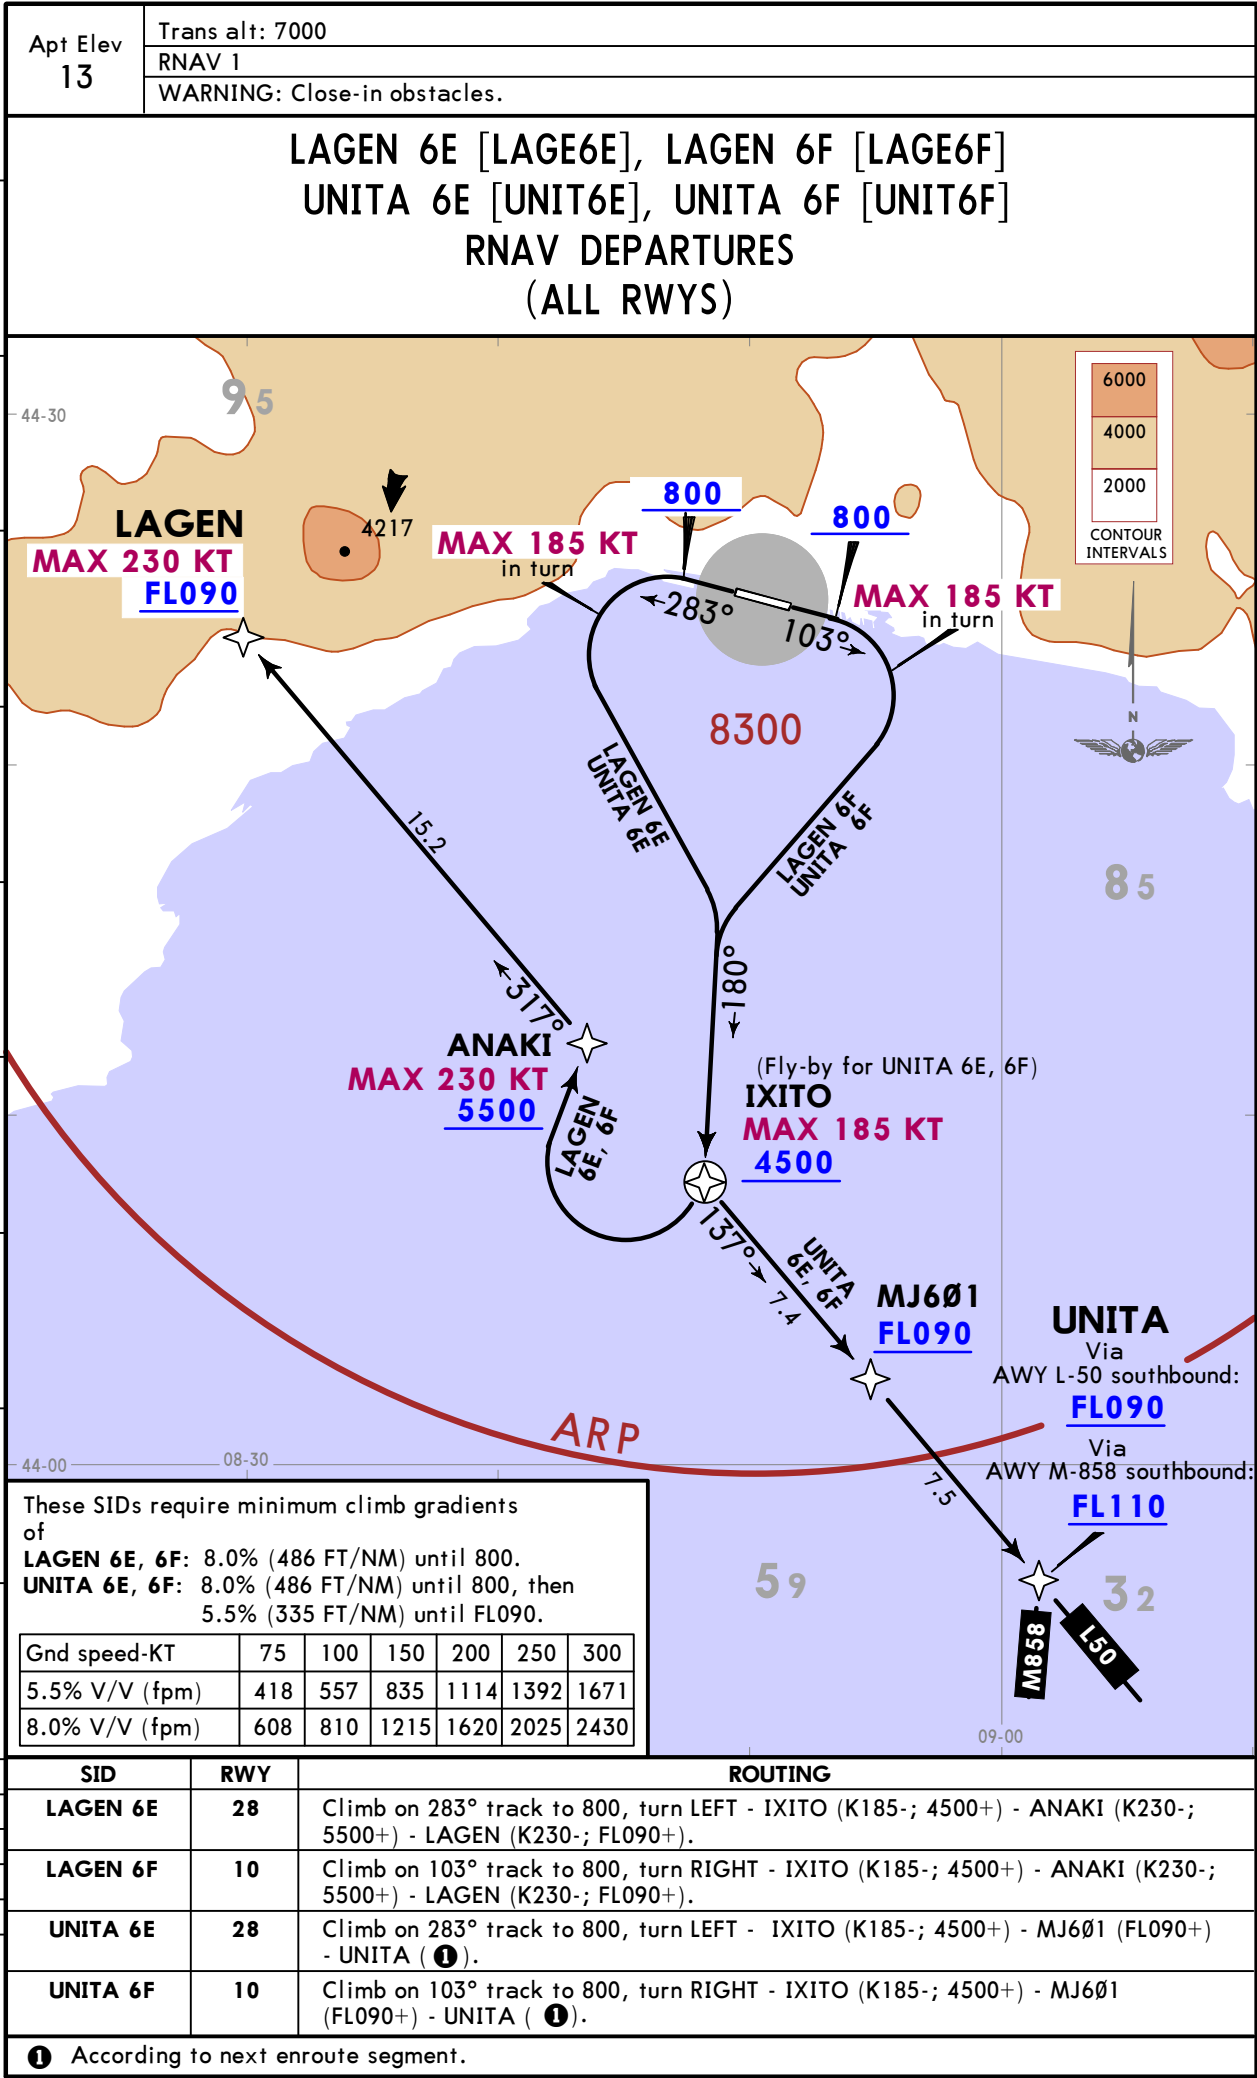 Apt Elev
13
Trans alt: 7000
RNAV 1
WARNING: Close-in obstacles.
LAGEN 6E [LAGE6E], LAGEN 6F [LAGE6F]
UNITA 6E [UNIT6E], UNITA 6F [UNIT6F]
RNAV DEPARTURES
(ALL RWYS)
95
44-30
6000
4000
2000
CONTOUR
INTERVALS
4217
LAGEN
MAX 230 KT
FL090
800
800
MAX 185 KT
in turn
MAX 185 KT
in turn
283°
103°
N
8300
LAGEN 6E
UNITA 6E
LAGEN 6F
UNITA 6F
15.2
85
317°
180°
ANAKI
MAX 230 KT
5500
LAGEN
6E, 6F
(Fly-by for UNITA 6E, 6F)
IXITO
MAX 185 KT
4500
137°
7.4
UNITA
6E, 6F
MJ6Ø1
FL090
UNITA
Via
AWY L-50 southbound:
FL090
Via
AWY M-858 southbound:
FL110
ARP
44-00
08-30
7.5
59
32
M858
L50
09-00
These SIDs require minimum climb gradients
of
LAGEN 6E, 6F: 8.0% (486 FT/NM) until 800.
UNITA 6E, 6F: 8.0% (486 FT/NM) until 800, then
5.5% (335 FT/NM) until FL090.
Gnd speed-KT 75 100 150 200 250 300
5.5% V/V (fpm) 418 557 835 1114 1392 1671
8.0% V/V (fpm) 608 810 1215 1620 2025 2430
SID RWY ROUTING
LAGEN 6E 28 Climb on 283° track to 800, turn LEFT - IXITO (K185-; 4500+) - ANAKI (K230-;
5500+) - LAGEN (K230-; FL090+).
LAGEN 6F 10 Climb on 103° track to 800, turn RIGHT - IXITO (K185-; 4500+) - ANAKI (K230-;
5500+) - LAGEN (K230-; FL090+).
UNITA 6E 28 Climb on 283° track to 800, turn LEFT - IXITO (K185-; 4500+) - MJ6Ø1 (FL090+)
- UNITA (❶).
UNITA 6F 10 Climb on 103° track to 800, turn RIGHT - IXITO (K185-; 4500+) - MJ6Ø1
(FL090+) - UNITA (❶).
❶ According to next enroute segment.